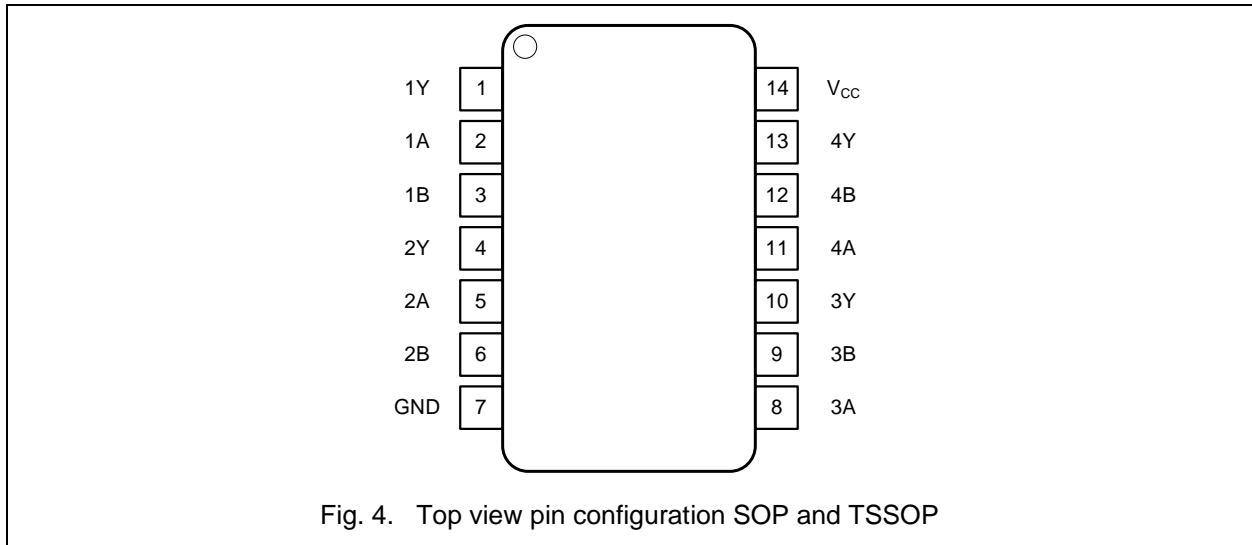 1Y 1 14 VCC
1A 2 13 4Y
1B 3 12 4B
2Y 4 11 4A
2A 5 10 3Y
2B 6 9 3B
GND 7 8 3A
Fig. 4. Top view pin configuration SOP and TSSOP